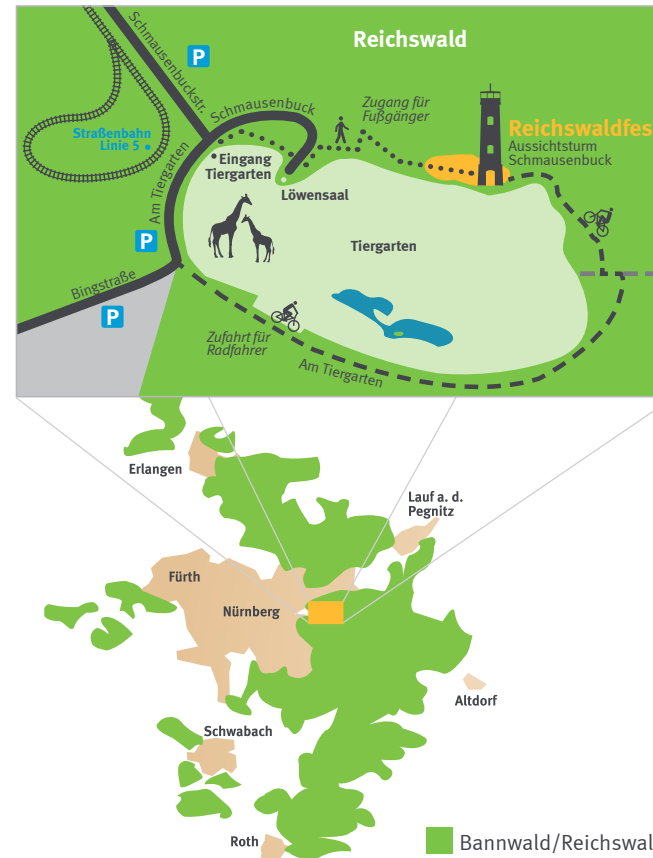 Reichswald
P
Schmausenbuckstr.
Schmausenbuck
Zugang für
Fußgänger
Straßenbahn
Linie 5
Reichswaldfes
Aussichtsturm
Schmausenbuck
Eingang
Tiergarten
Löwensaal
Am Tiergarten
P
Tiergarten
Bingstraße
P
Zufahrt für
Radfahrer
Am Tiergarten
Erlangen
Lauf a. d.
Pegnitz
Fürth
Nürnberg
Altdorf
Schwabach
Roth
Bannwald/Reichswal